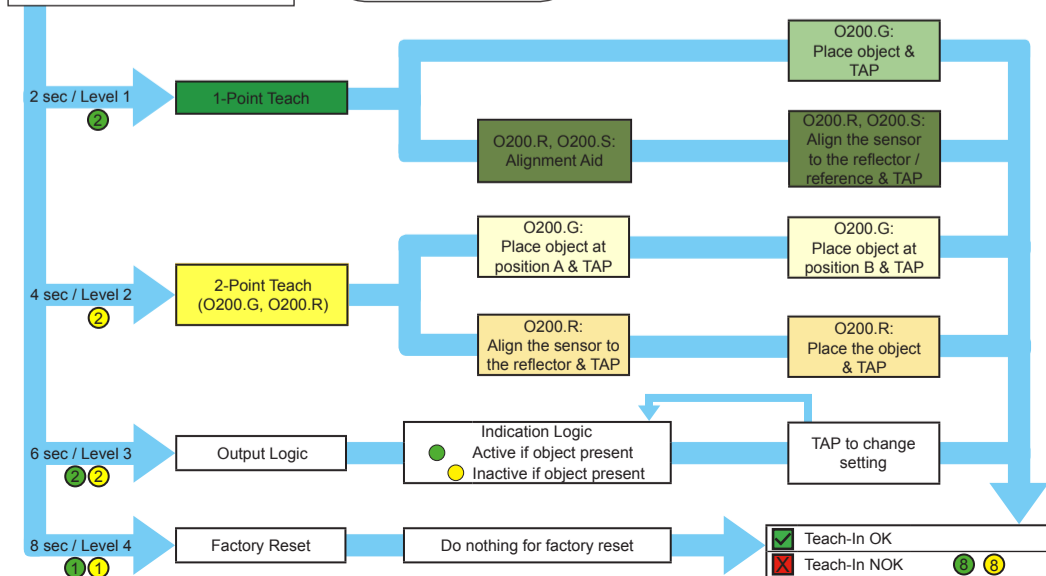 O200.G:
Place object &
TAP
2 sec / Level 1
2
1-Point Teach
O200.R, O200.S:
Alignment Aid
O200.R, O200.S:
Align the sensor
to the reflector /
reference & TAP
O200.G:
Place object at
position A & TAP
O200.G:
Place object at
position B & TAP
4 sec / Level 2
2
2-Point Teach
(O200.G, O200.R)
O200.R:
Align the sensor to
the reflector & TAP
O200.R:
Place the object
& TAP
6 sec / Level 3
2 2
Output Logic
Indication Logic
Active if object present
Inactive if object present
TAP to change
setting
8 sec / Level 4
1 1
Factory Reset
Do nothing for factory reset
Teach-In OK
Teach-In NOK 8 8